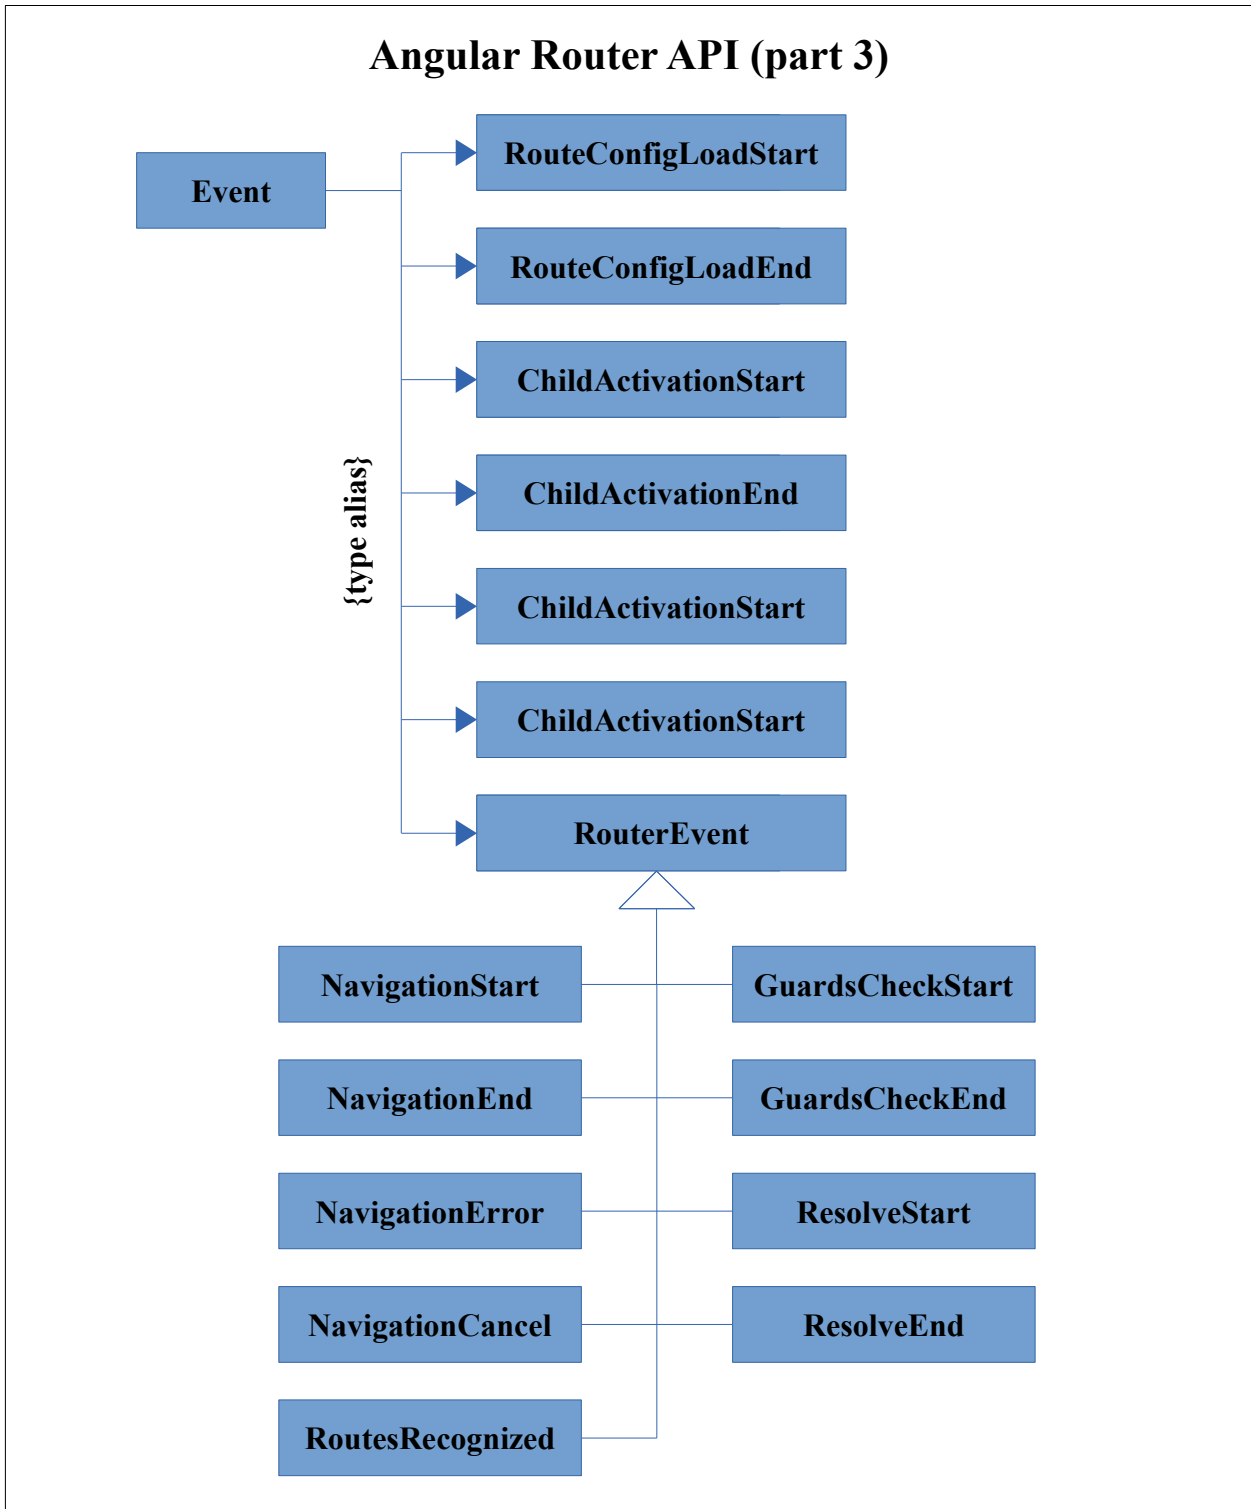 Angular Router API (part 3)
Event
RouteConfigLoadStart
RouteConfigLoadEnd
ChildActivationStart
{type alias}
ChildActivationEnd
ChildActivationStart
ChildActivationStart
RouterEvent
NavigationStart
GuardsCheckStart
NavigationEnd
GuardsCheckEnd
NavigationError
ResolveStart
NavigationCancel
ResolveEnd
RoutesRecognized